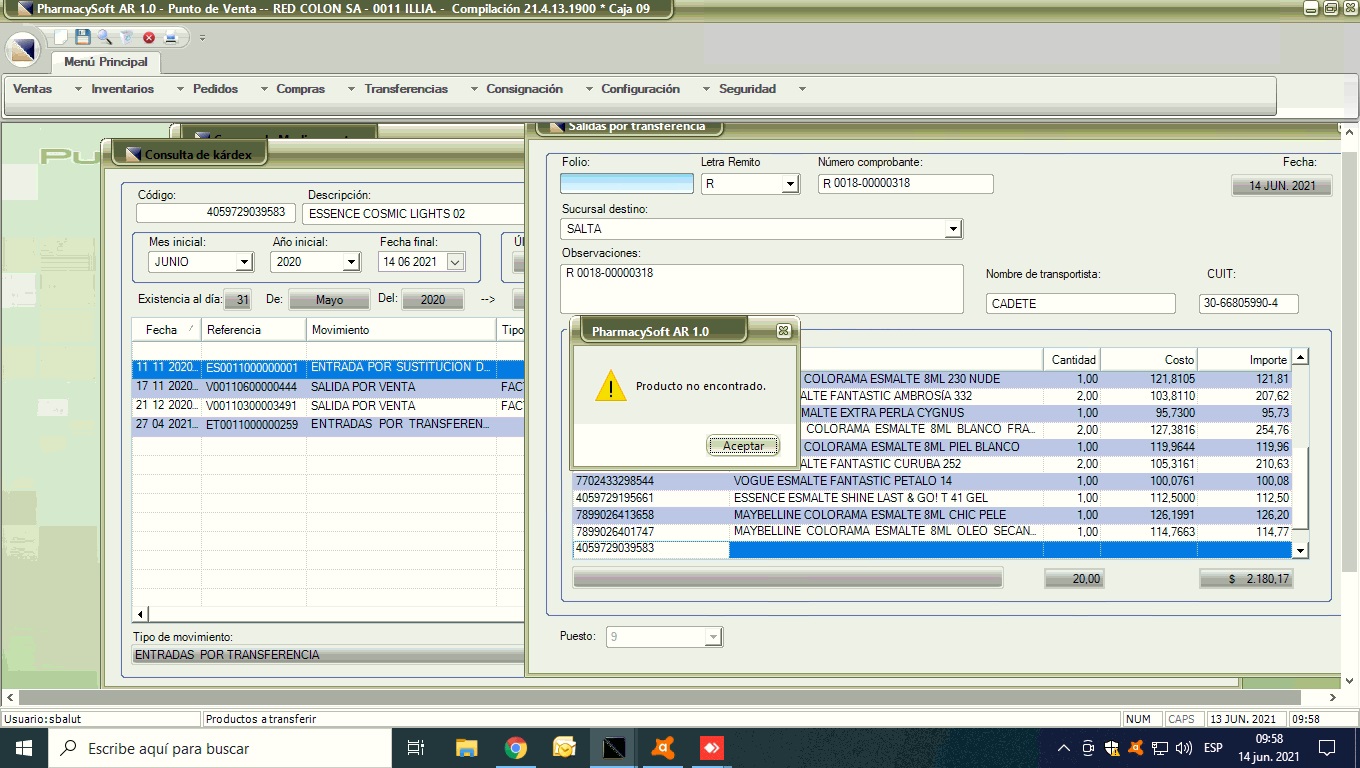 PharmacySoft AR 1.0 - Punto de Venta -- RED COLON SA - 0011 ILLIA. - Compilación 21.4.13.1900 * Caja 09
Menú Principal
Ventas Inventarios Pedidos Compras Transferencias Consignación Configuración Seguridad
Pu
Consulta de kárdex
Código: Descripción:
4059729039583 ESSENCE COSMIC LIGHTS 02
Mes inicial: Año inicial: Fecha final: Úl
JUNIO 2020 14 06 2021
Existencia al día: 31 De: Mayo Del: 2020 -->
Fecha Referencia Movimiento Tipo
11 11 2020... ES0011000000001 ENTRADA POR SUSTITUCION D...
17 11 2020... V00110600000444 SALIDA POR VENTA FAC
21 12 2020... V00110300003491 SALIDA POR VENTA FAC
27 04 2021... ET0011000000259 ENTRADAS POR TRANSFEREN...
Tipo de movimiento:
ENTRADAS POR TRANSFERENCIA
Salidas por transferencia
Folio: Letra Remito Número comprobante: Fecha:
R R 0018-00000318 14 JUN. 2021
Sucursal destino:
SALTA
Observaciones:
R 0018-00000318
Nombre de transportista: CUIT:
CADETE 30-66805990-4
PharmacySoft AR 1.0
Producto no encontrado.
Aceptar
Cantidad Costo Importe
COLORAMA ESMALTE 8ML 230 NUDE 1,00 121,8105 121,81
ALTE FANTASTIC AMBROSÍA 332 2,00 103,8110 207,62
MALTE EXTRA PERLA CYGNUS 1,00 95,7300 95,73
COLORAMA ESMALTE 8ML BLANCO FRA... 2,00 127,3816 254,76
COLORAMA ESMALTE 8ML PIEL BLANCO 1,00 119,9644 119,96
ALTE FANTASTIC CURUBA 252 2,00 105,3161 210,63
7702433298544 VOGUE ESMALTE FANTASTIC PETALO 14 1,00 100,0761 100,08
4059729195661 ESSENCE ESMALTE SHINE LAST & GO! T 41 GEL 1,00 112,5000 112,50
7899026413658 MAYBELLINE COLORAMA ESMALTE 8ML CHIC PELE 1,00 126,1991 126,20
7899026401747 MAYBELLINE COLORAMA ESMALTE 8ML OLEO SECAN... 1,00 114,7663 114,77
4059729039583
20,00 $ 2.180,17
Puesto: 9
Usuario:sbalut Productos a transferir NUM CAPS 13 JUN. 2021 09:58
Escribe aquí para buscar
ESP
09:58
14 jun. 2021